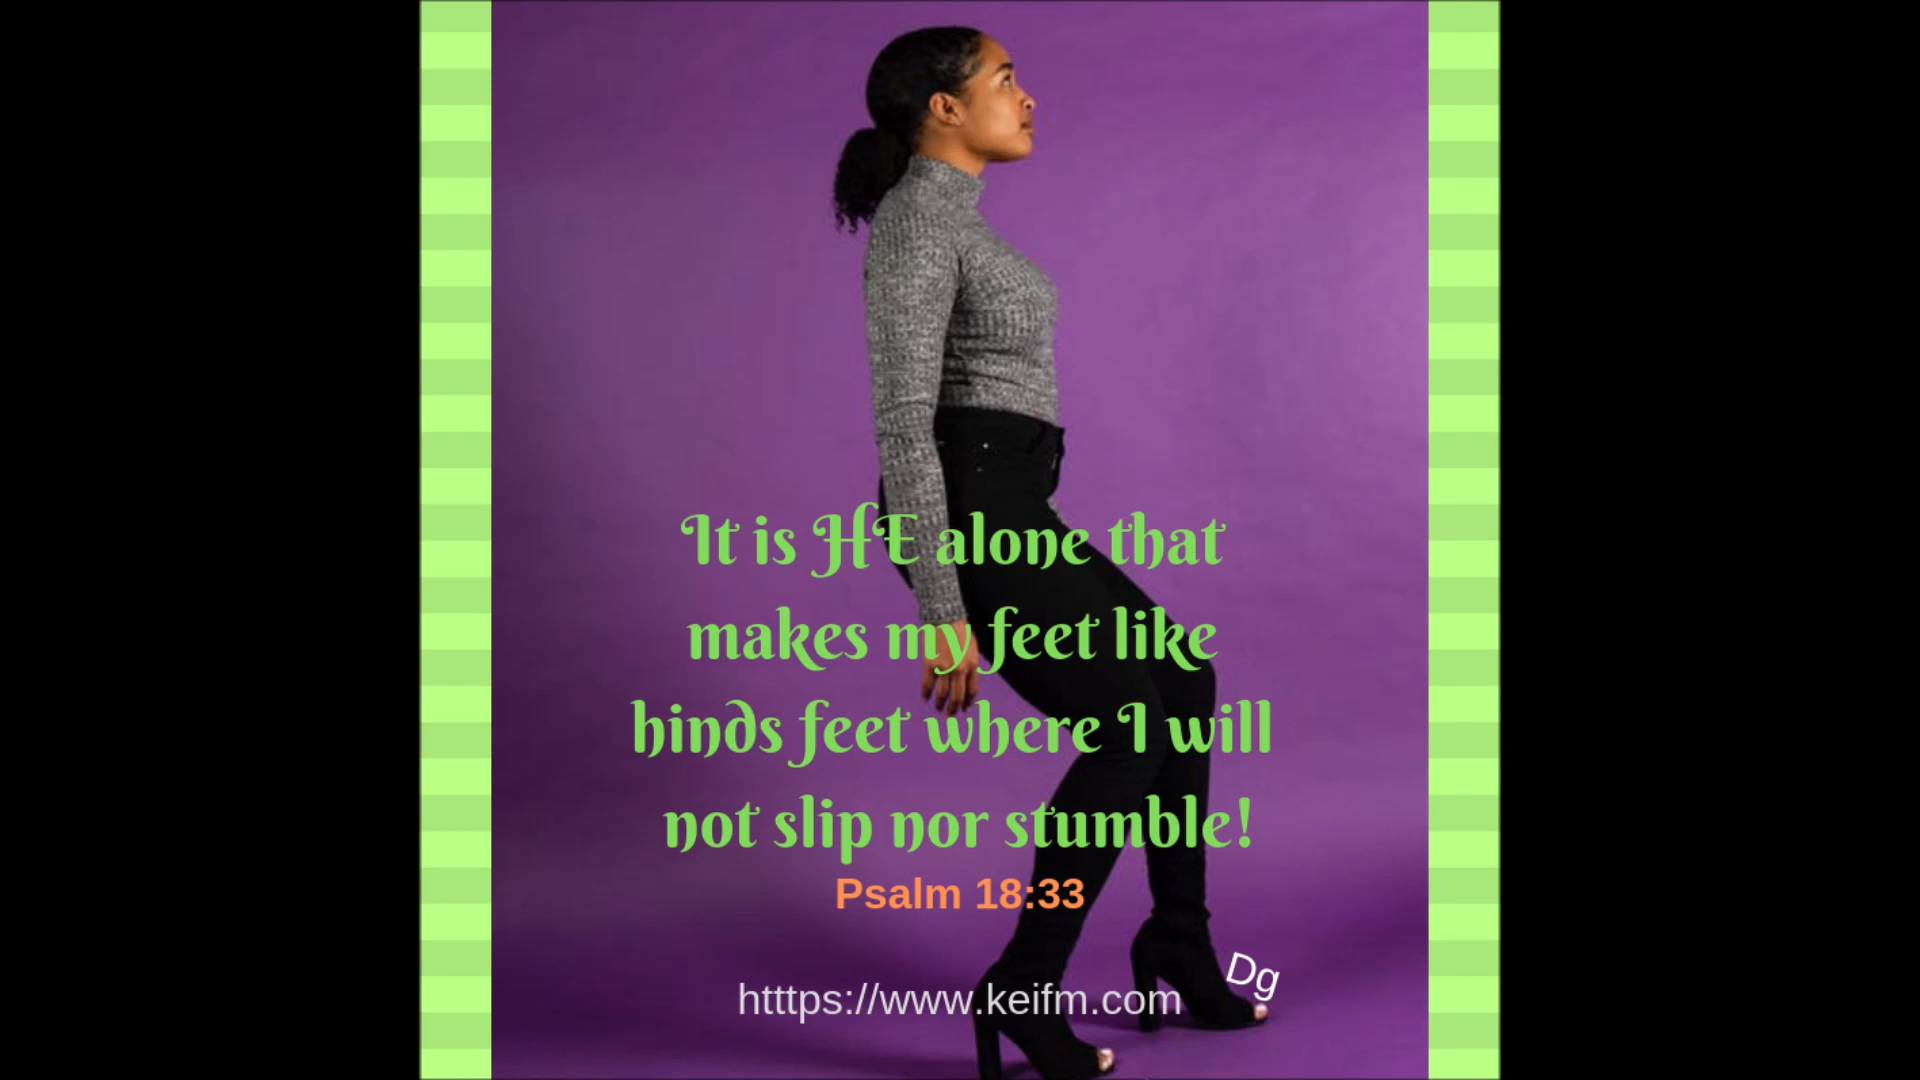 It is HE alone that
makes my feet like
hinds feet where I will
not slip nor stumble!
Psalm 18:33
Dg
htttps://www.keifm.com